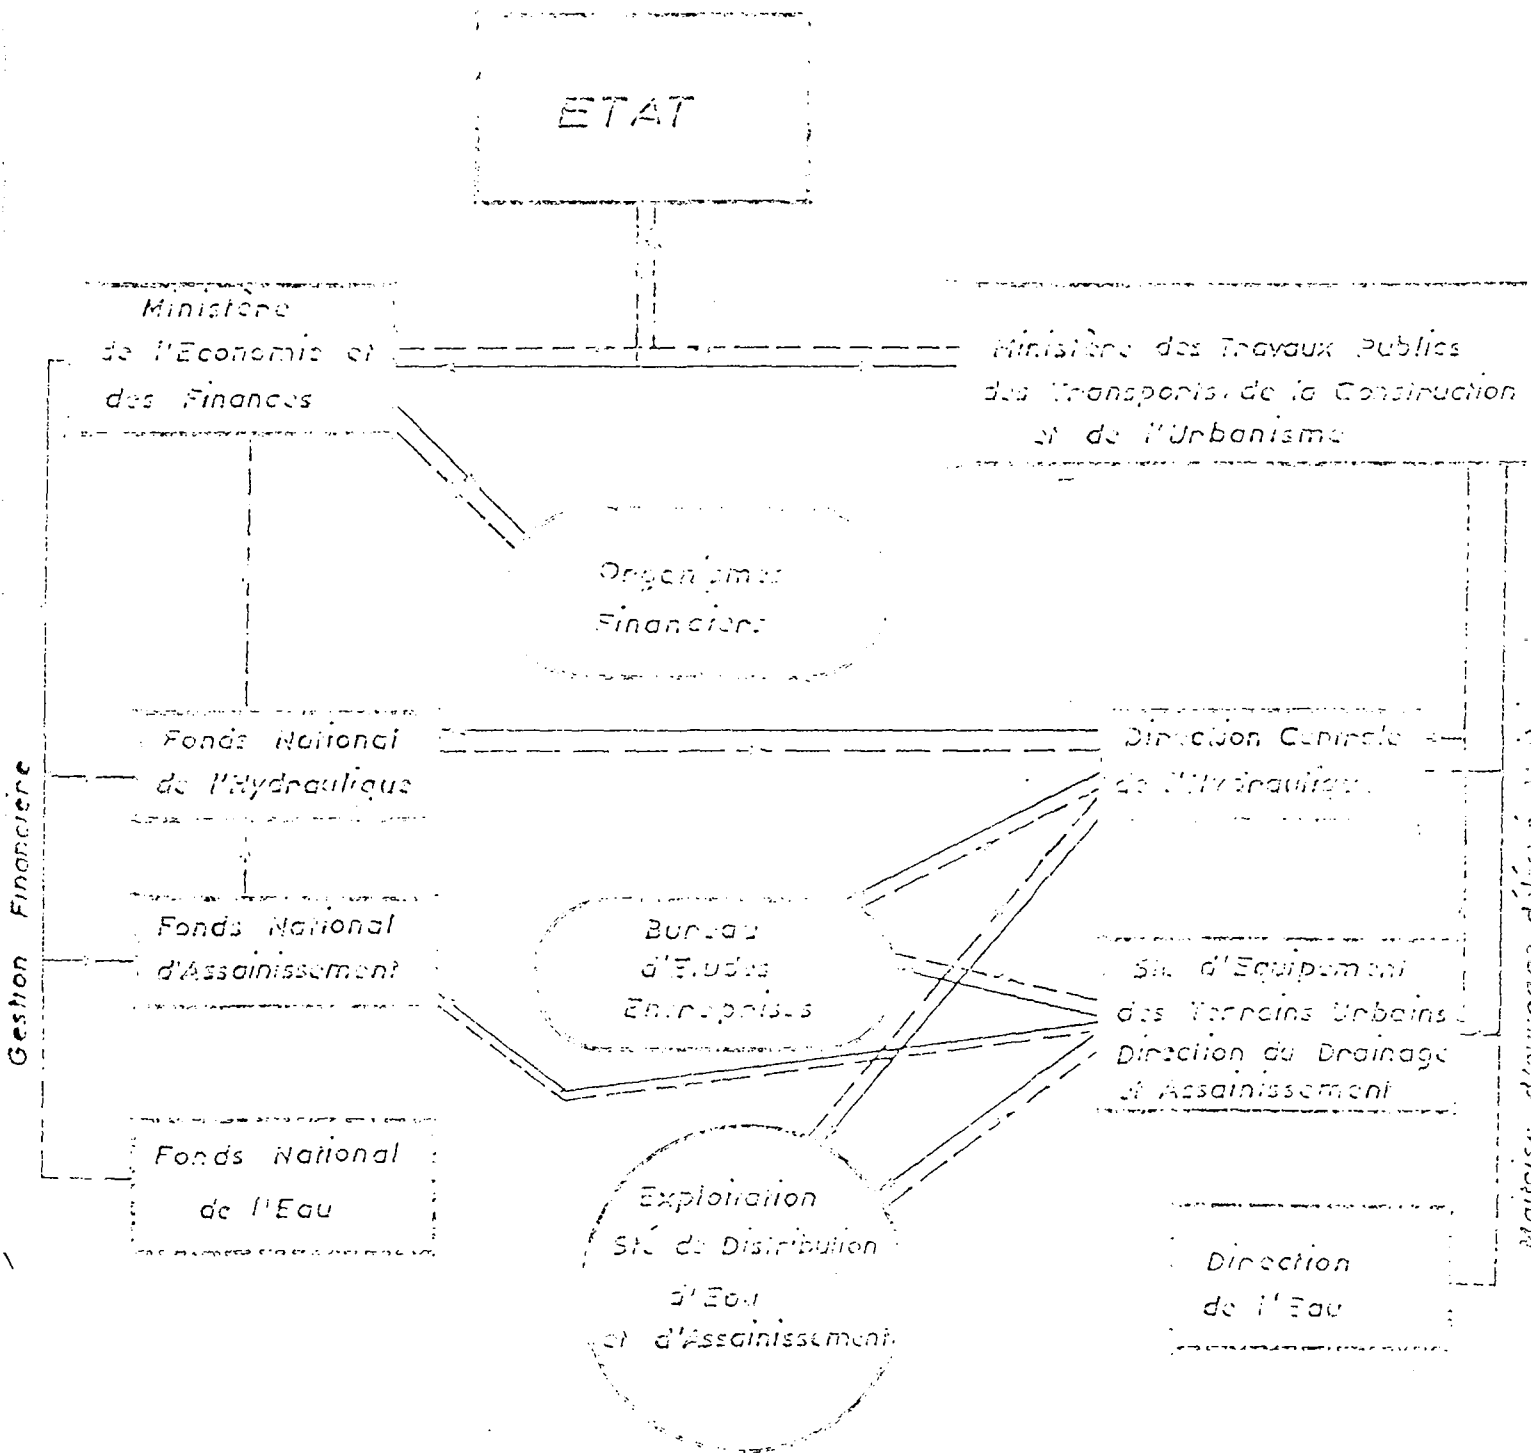 ETAT
Ministère
de l'Economie et
des Finances
Ministère des Travaux Publics
des Transports, de la Construction
et de l'Urbanisme
Organismes
Financiers
Fonds National
de l'Hydraulique
Direction Centrale
de l'Hydraulique
Gestion Financière
Fonds National
d'Assainissement
Bureau
d'Etudes
Entreprises
Sté d'Equipement
des Terrains Urbains
Direction du Drainage
et Assainissement
Fonds National
de l'Eau
Exploitation
Sté de Distribution
d'Eau
et d'Assainissement
Direction
de l'Eau
Maîtrise d'ouvrage